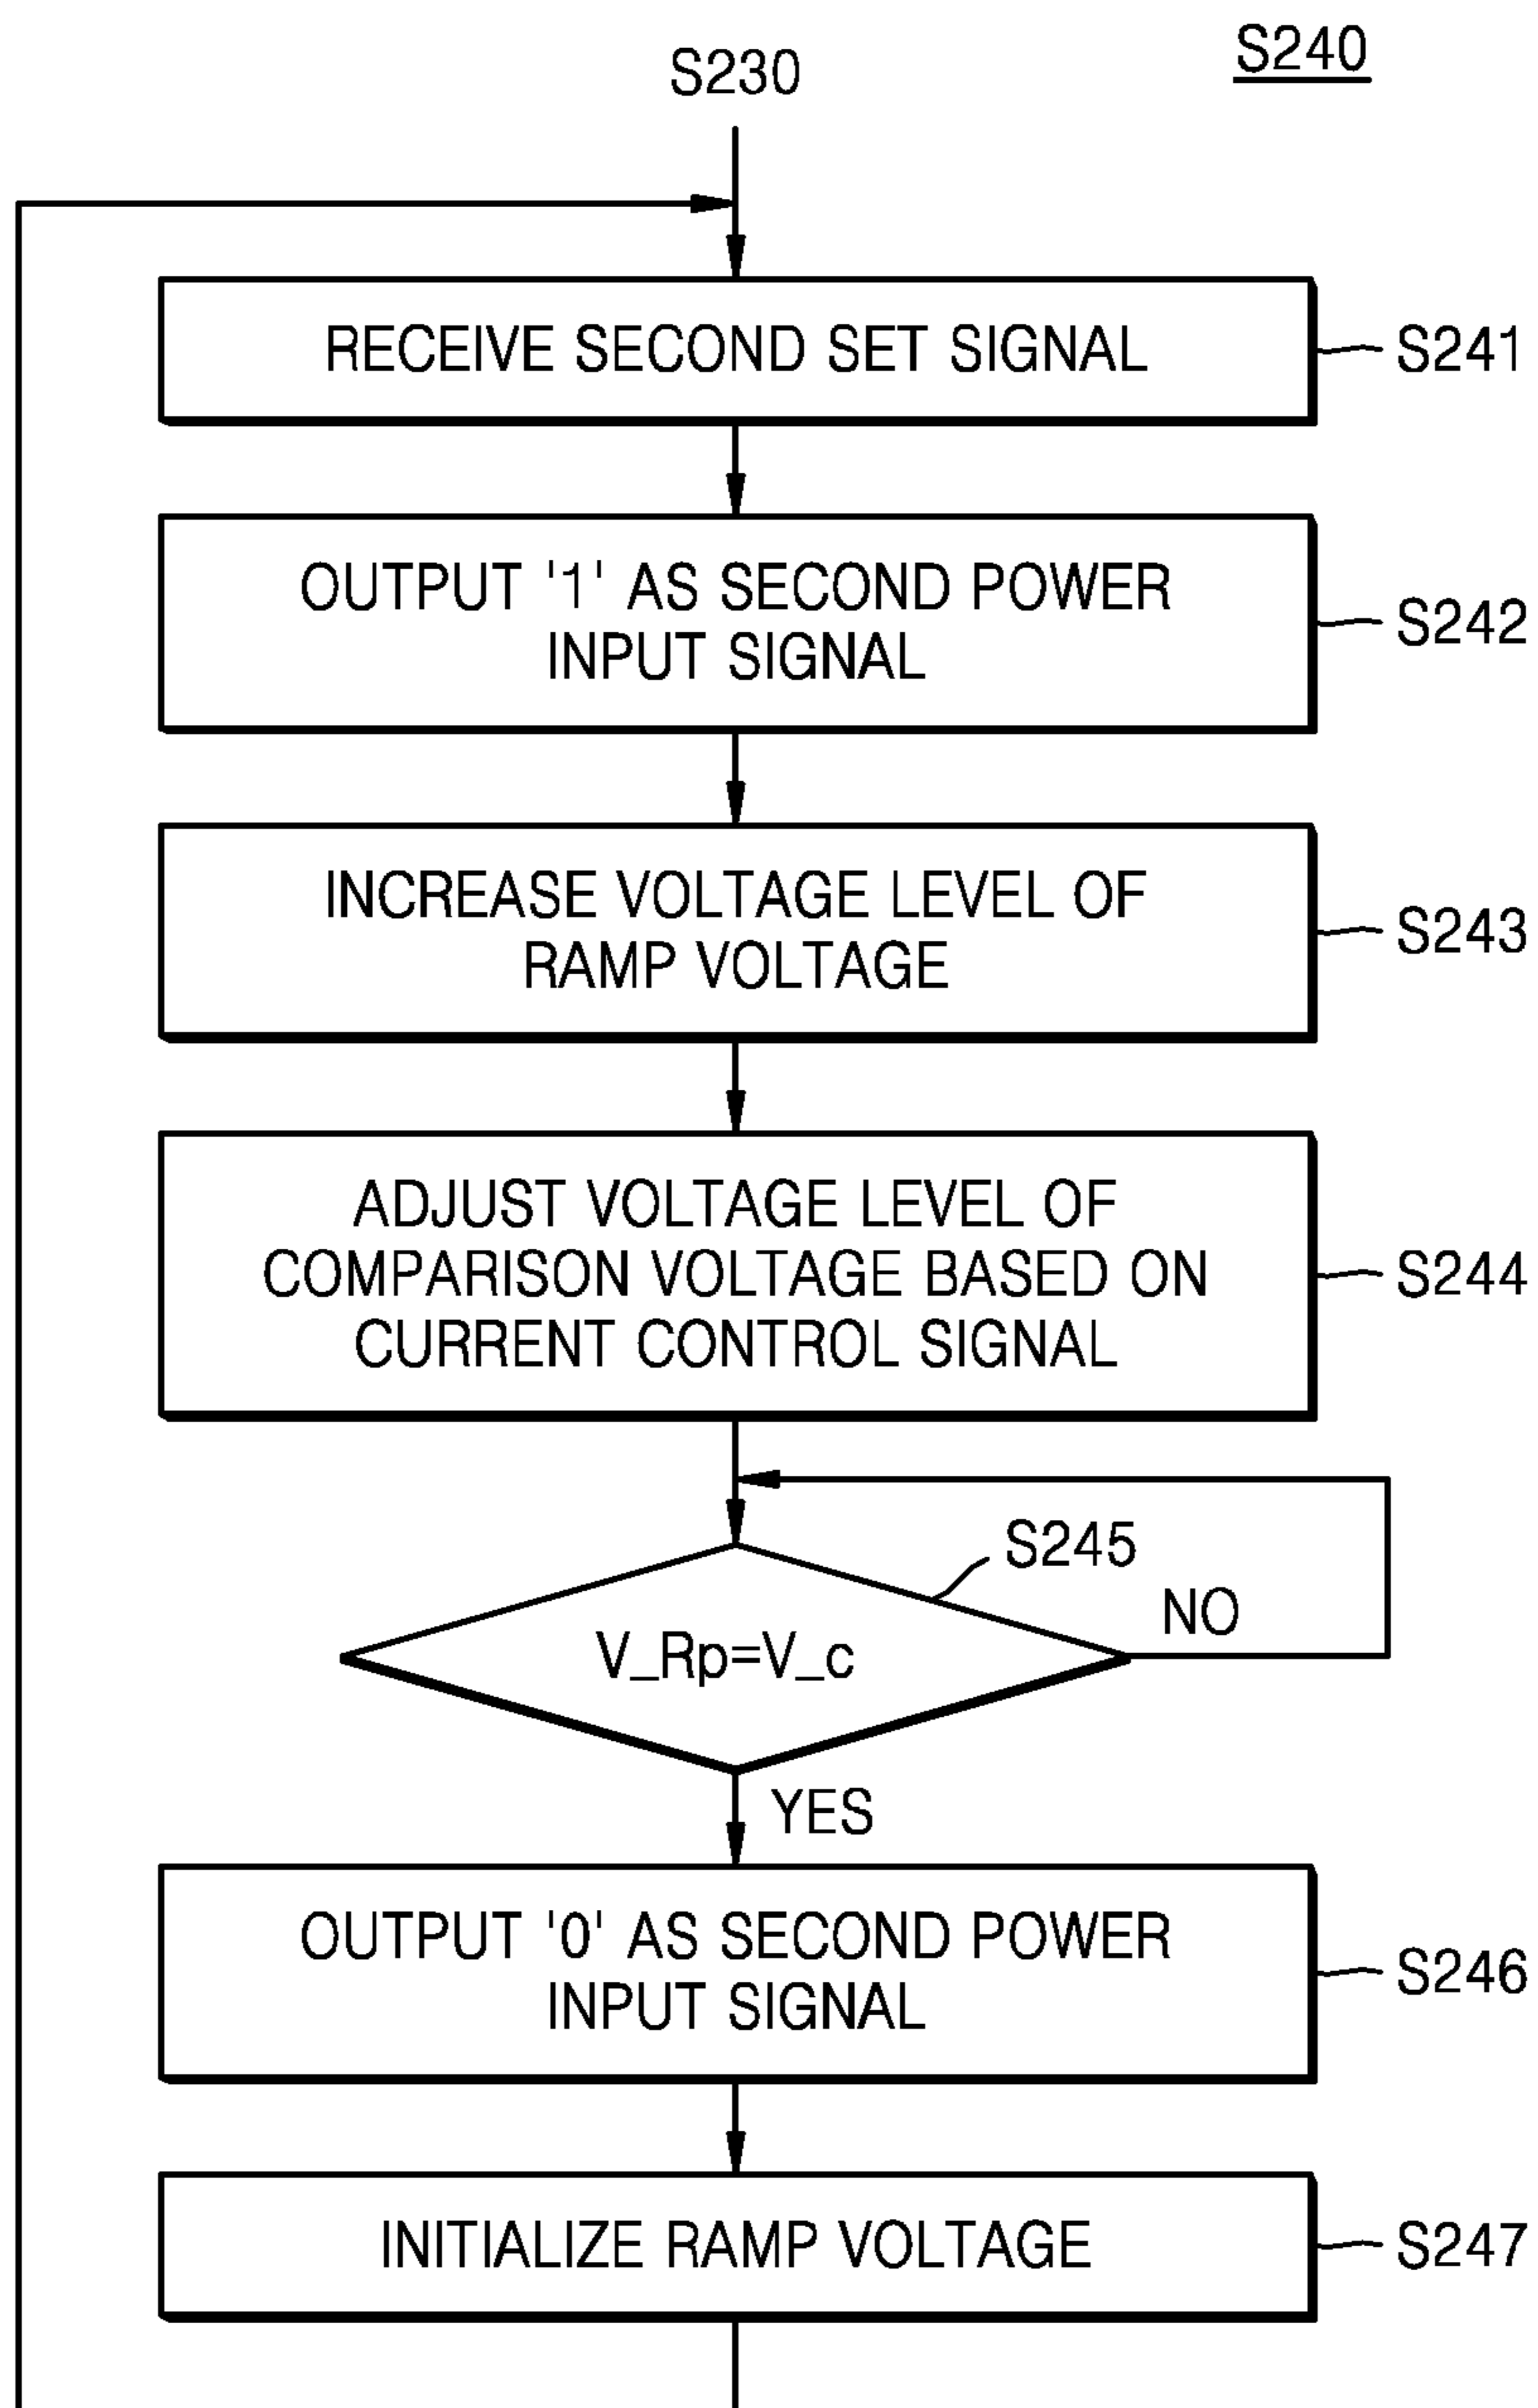 S240
S230
RECEIVE SECOND SET SIGNAL
S241
OUTPUT '1' AS SECOND POWER
INPUT SIGNAL
S242
INCREASE VOLTAGE LEVEL OF
RAMP VOLTAGE
S243
ADJUST VOLTAGE LEVEL OF
COMPARISON VOLTAGE BASED ON
CURRENT CONTROL SIGNAL
S244
S245
NO
V_Rp=V_c
YES
OUTPUT '0' AS SECOND POWER
INPUT SIGNAL
S246
INITIALIZE RAMP VOLTAGE
S247